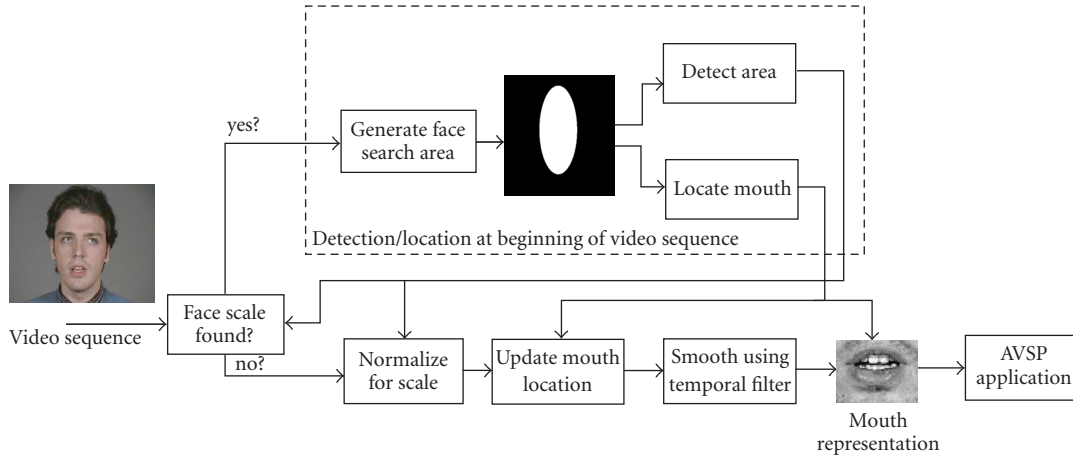 Detect area
yes?
Generate face
search area
Locate mouth
Detection/location at beginning of video sequence
Video sequence
Face scale
found?
no?
Normalize
for scale
Update mouth
location
Smooth using
temporal filter
AVSP
application
Mouth
representation